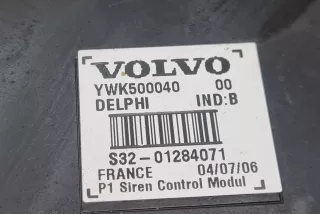 VOLVO
YWK500040 00
DELPHI IND:B
S32-01284071
FRANCE 04/07/06
P1 Siren Control Modul